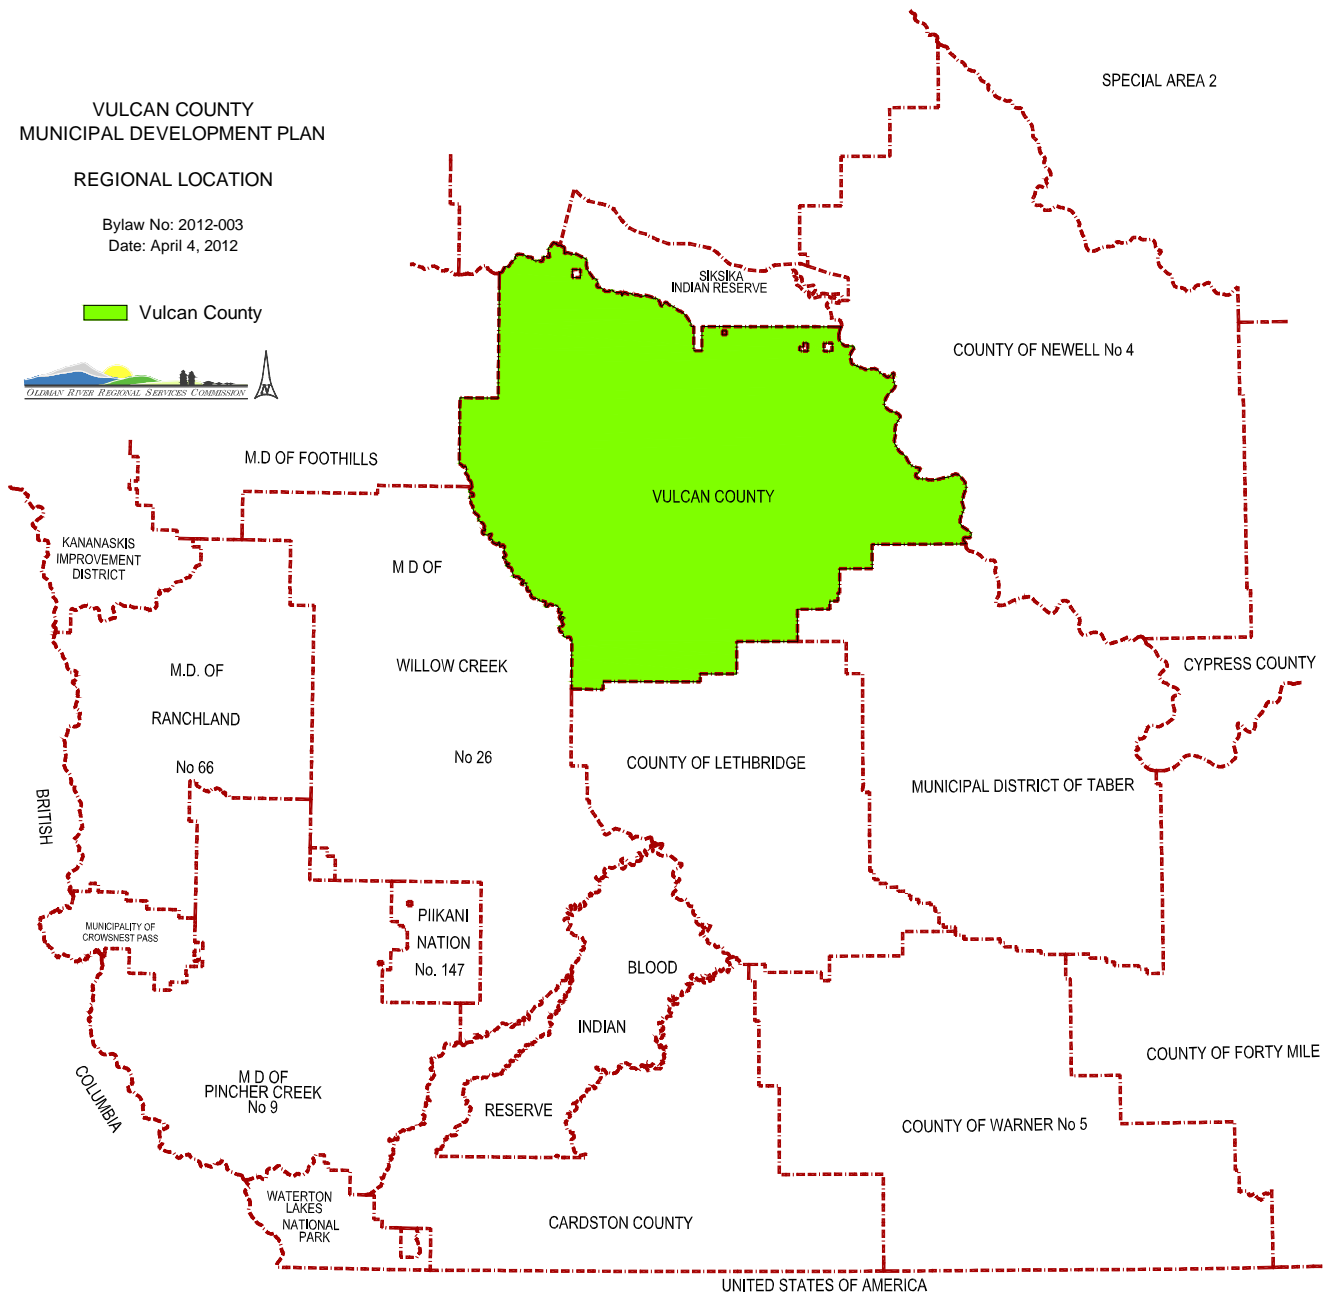 VULCAN COUNTY
MUNICIPAL DEVELOPMENT PLAN
REGIONAL LOCATION
Bylaw No: 2012-003
Date: April 4, 2012
Vulcan County
OLDMAN RIVER REGIONAL SERVICES COMMISSION
N
SPECIAL AREA 2
SIKSIKA
INDIAN RESERVE
COUNTY OF NEWELL No 4
M.D OF FOOTHILLS
VULCAN COUNTY
KANANASKIS
IMPROVEMENT
DISTRICT
M D OF
WILLOW CREEK
No 26
M.D. OF
RANCHLAND
No 66
CYPRESS COUNTY
COUNTY OF LETHBRIDGE
MUNICIPAL DISTRICT OF TABER
BRITISH
COLUMBIA
MUNICIPALITY OF
CROWSNEST PASS
PIIKANI
NATION
No. 147
BLOOD
INDIAN
RESERVE
M D OF
PINCHER CREEK
No 9
COUNTY OF FORTY MILE
COUNTY OF WARNER No 5
WATERTON
LAKES
NATIONAL
PARK
CARDSTON COUNTY
UNITED STATES OF AMERICA